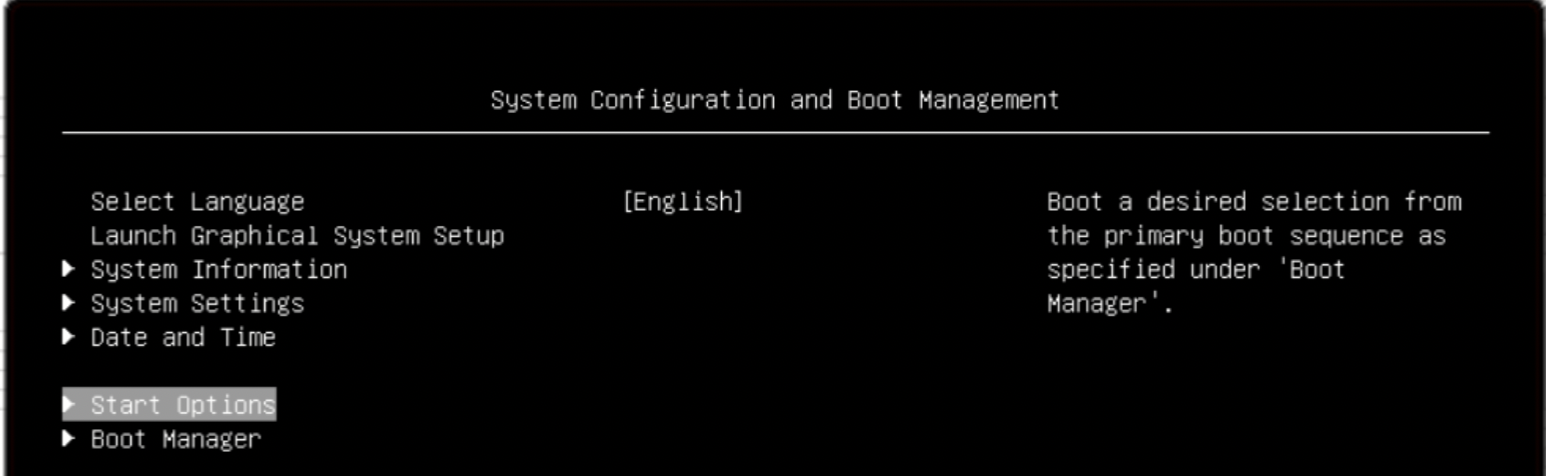 System Configuration and Boot Management
Select Language [English]
Launch Graphical System Setup
System Information
System Settings
Date and Time
Start Options
Boot Manager
Boot a desired selection from
the primary boot sequence as
specified under 'Boot
Manager'.